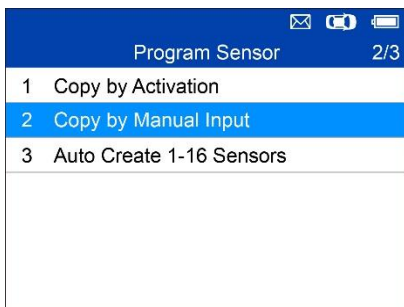 Program Sensor 2/3
1 Copy by Activation
2 Copy by Manual Input
3 Auto Create 1-16 Sensors